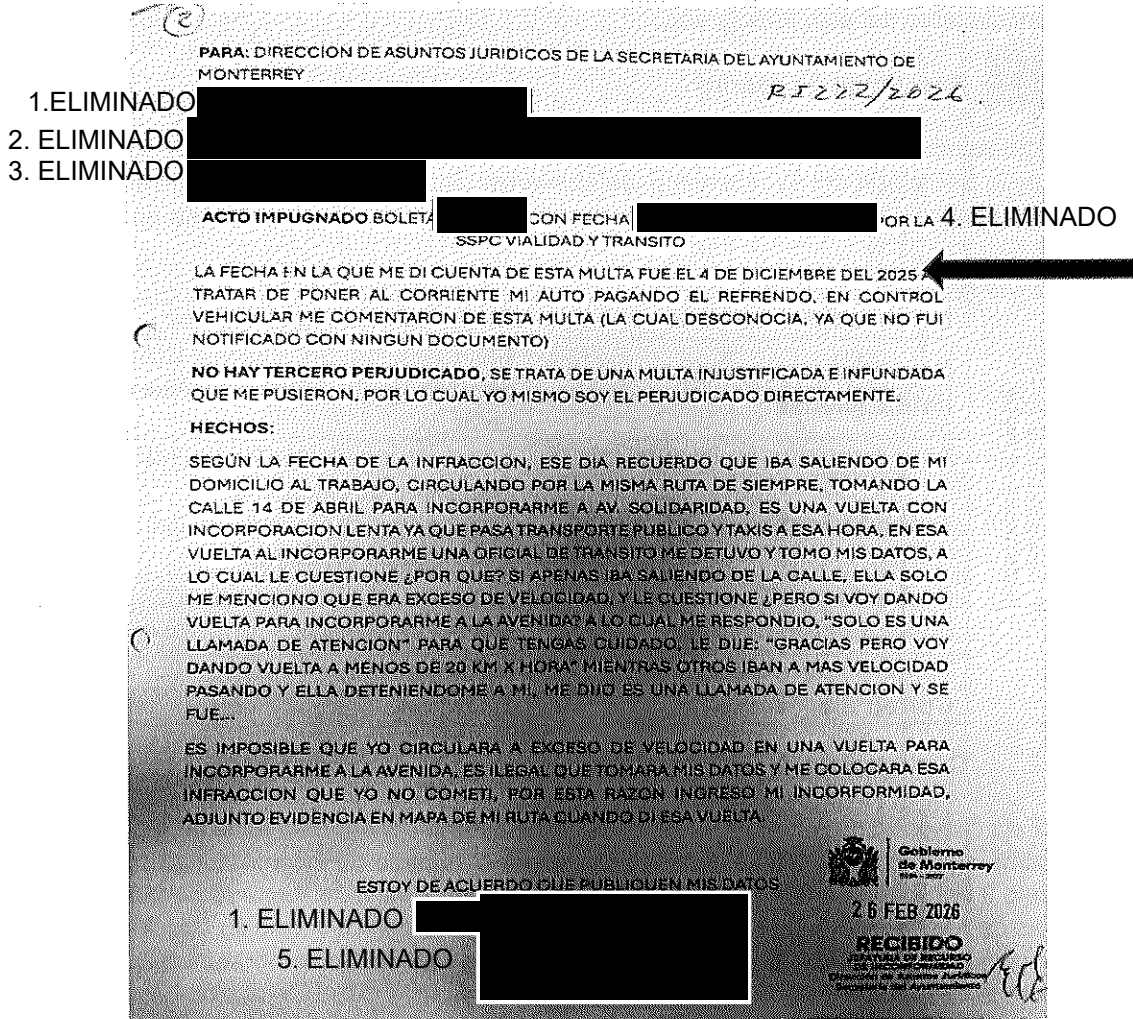 2
PARA: DIRECCION DE ASUNTOS JURIDICOS DE LA SECRETARIA DEL AYUNTAMIENTO DE
MONTERREY
RI222/2026.
1.ELIMINADO
2. ELIMINADO
3. ELIMINADO
ACTO IMPUGNADO BOLETA CON FECHA POR LA 4. ELIMINADO
SSPC VIALIDAD Y TRANSITO
LA FECHA EN LA QUE ME DI CUENTA DE ESTA MULTA FUE EL 4 DE DICIEMBRE DEL 2025
TRATAR DE PONER AL CORRIENTE MI AUTO PAGANDO EL REFRENDO, EN CONTROL
VEHICULAR ME COMENTARON DE ESTA MULTA (LA CUAL DESCONOCIA, YA QUE NO FUI
NOTIFICADO CON NINGUN DOCUMENTO)
NO HAY TERCERO PERJUDICADO, SE TRATA DE UNA MULTA INJUSTIFICADA E INFUNDADA
QUE ME PUSIERON, POR LO CUAL YO MISMO SOY EL PERJUDICADO DIRECTAMENTE.
HECHOS:
SEGÚN LA FECHA DE LA INFRACCION, ESE DIA RECUERDO QUE IBA SALIENDO DE MI
DOMICILIO AL TRABAJO, CIRCULANDO POR LA MISMA RUTA DE SIEMPRE, TOMANDO LA
CALLE 14 DE ABRIL PARA INCORPORARME A AV. SOLIDARIDAD, ES UNA VUELTA CON
INCORPORACION LENTA YA QUE PASA TRANSPORTE PUBLICO Y TAXIS A ESA HORA, EN ESA
VUELTA AL INCORPORARME UNA OFICIAL DE TRANSITO ME DETUVO Y TOMO MIS DATOS, A
LO CUAL LE CUESTIONE ¿POR QUE? SI APENAS IBA SALIENDO DE LA CALLE, ELLA SOLO
ME MENCIONO QUE ERA EXCESO DE VELOCIDAD, Y LE CUESTIONE ¿PERO SI VOY DANDO
VUELTA PARA INCORPORARME A LA AVENIDA? A LO CUAL ME RESPONDIO, "SOLO ES UNA
LLAMADA DE ATENCION" PARA QUE TENGAS CUIDADO, LE DIJE: "GRACIAS PERO VOY
DANDO VUELTA A MENOS DE 20 KM X HORA" MIENTRAS OTROS IBAN A MAS VELOCIDAD
PASANDO Y ELLA DETENIENDOME A MI, ME DIJO ES UNA LLAMADA DE ATENCION Y SE
FUE...
ES IMPOSIBLE QUE YO CIRCULARA A EXCESO DE VELOCIDAD EN UNA VUELTA PARA
INCORPORARME A LA AVENIDA, ES ILEGAL QUE TOMARA MIS DATOS Y ME COLOCARA ESA
INFRACCION QUE YO NO COMETI, POR ESTA RAZON INGRESO MI INCORFORMIDAD,
ADJUNTO EVIDENCIA EN MAPA DE MI RUTA CUANDO DI ESA VUELTA.
ESTOY DE ACUERDO QUE PUBLIQUEN MIS DATOS
1. ELIMINADO
5. ELIMINADO
Gobierno
de Monterrey
26 FEB 2026
RECIBIDO
JEFATURA DE RECURSO
DE INCONFORMIDAD
Dirección de Asuntos Jurídicos
Secretaría del Ayuntamiento